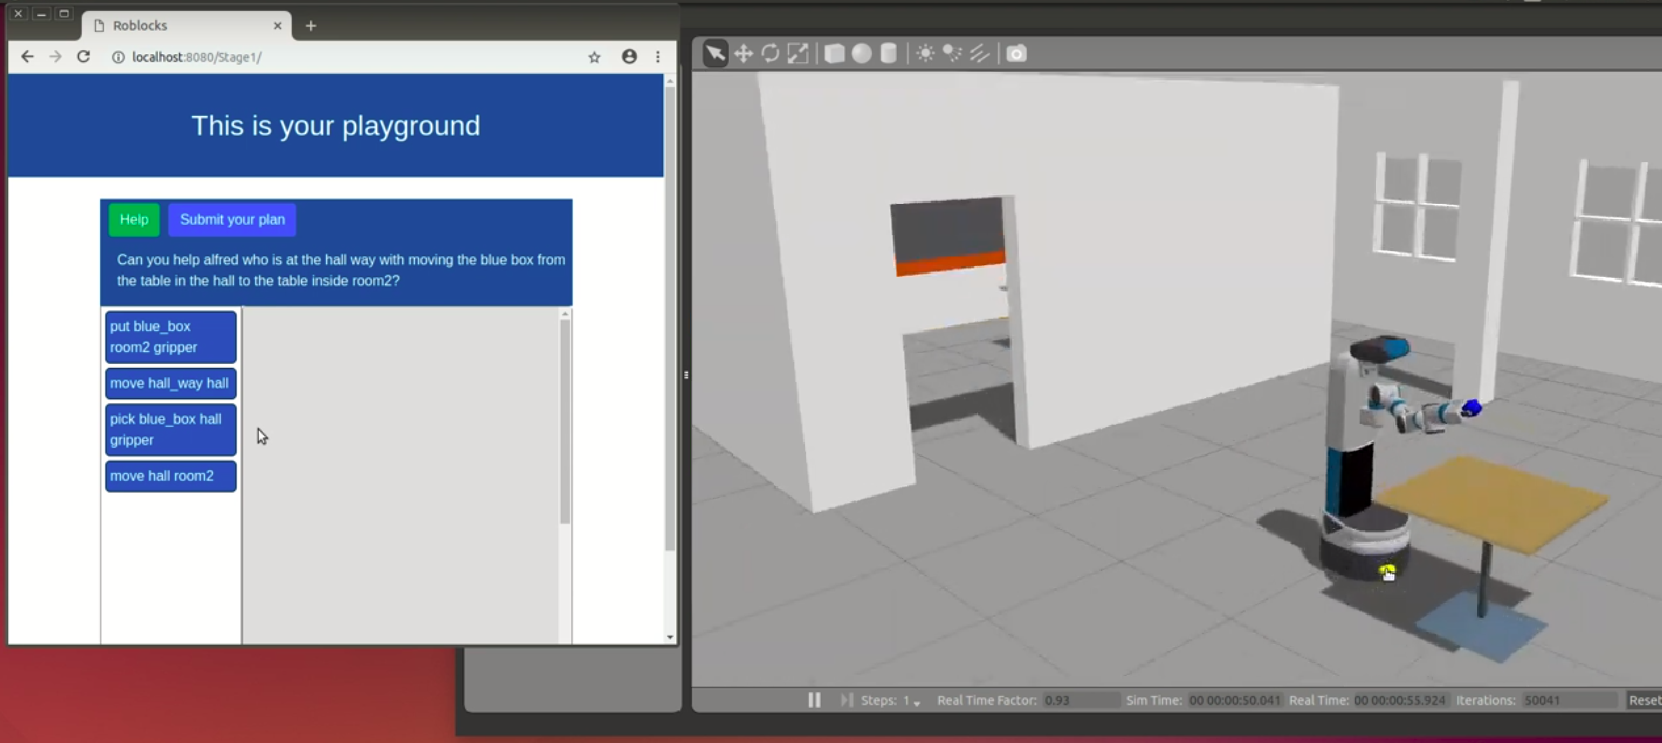 Roblocks
localhost:8080/Stage1/
This is your playground
Help
Submit your plan
Can you help alfred who is at the hall way with moving the blue box from
the table in the hall to the table inside room2?
put blue_box
room2 gripper
move hall_way hall
pick blue_box hall
gripper
move hall room2
Steps: 1
Real Time Factor: 0.93
Sim Time: 00 00:00:50.041
Real Time: 00 00:00:55.924
Iterations: 50041
Reset